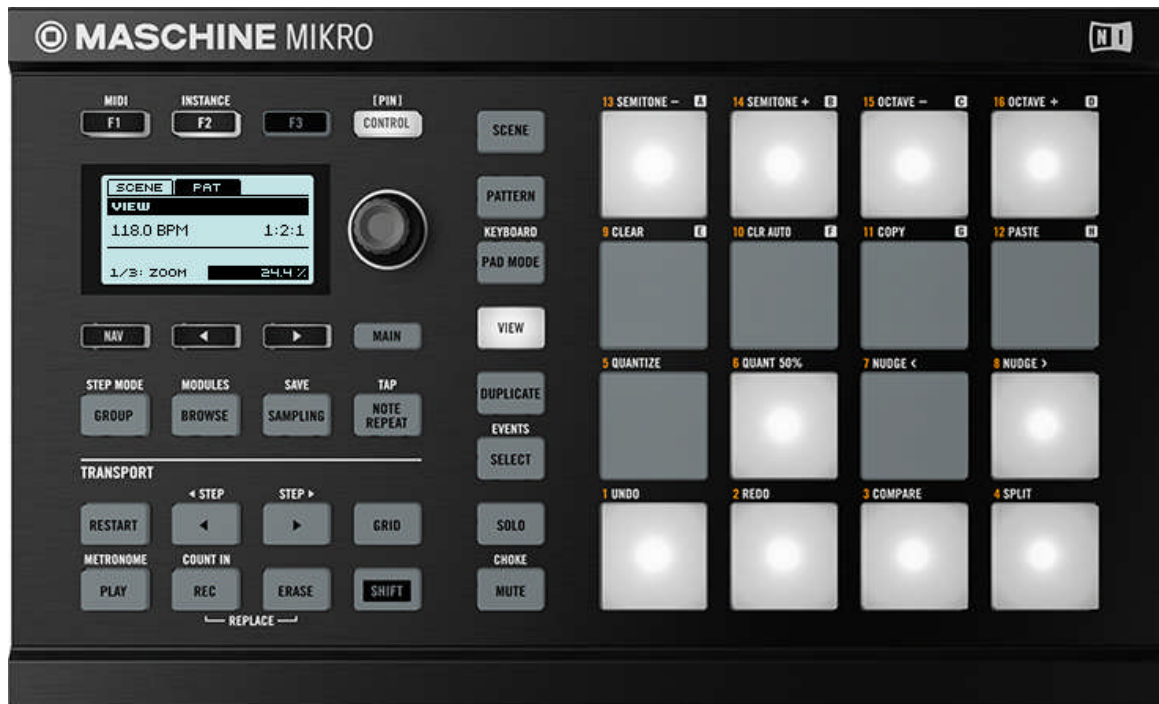 MASCHINE MIKRO
NI
MIDI INSTANCE [PIN]
F1 F2 F3 CONTROL
SCENE PAT
VIEW
118.0 BPM 1:2:1
1/3: ZOOM 24.4 %
NAV ◀ ▶ MAIN
STEP MODE MODULES SAVE TAP
GROUP BROWSE SAMPLING NOTE REPEAT
TRANSPORT
◀ STEP STEP ▶
RESTART ◀ ▶ GRID
METRONOME COUNT IN
PLAY REC ERASE SHIFT
REPLACE
SCENE
PATTERN
KEYBOARD
PAD MODE
VIEW
DUPLICATE
EVENTS
SELECT
SOLO
CHOKE
MUTE
13 SEMITONE – A 14 SEMITONE + B 15 OCTAVE – C 16 OCTAVE + D
9 CLEAR E 10 CLR AUTO F 11 COPY G 12 PASTE H
5 QUANTIZE 6 QUANT 50% 7 NUDGE < 8 NUDGE >
1 UNDO 2 REDO 3 COMPARE 4 SPLIT